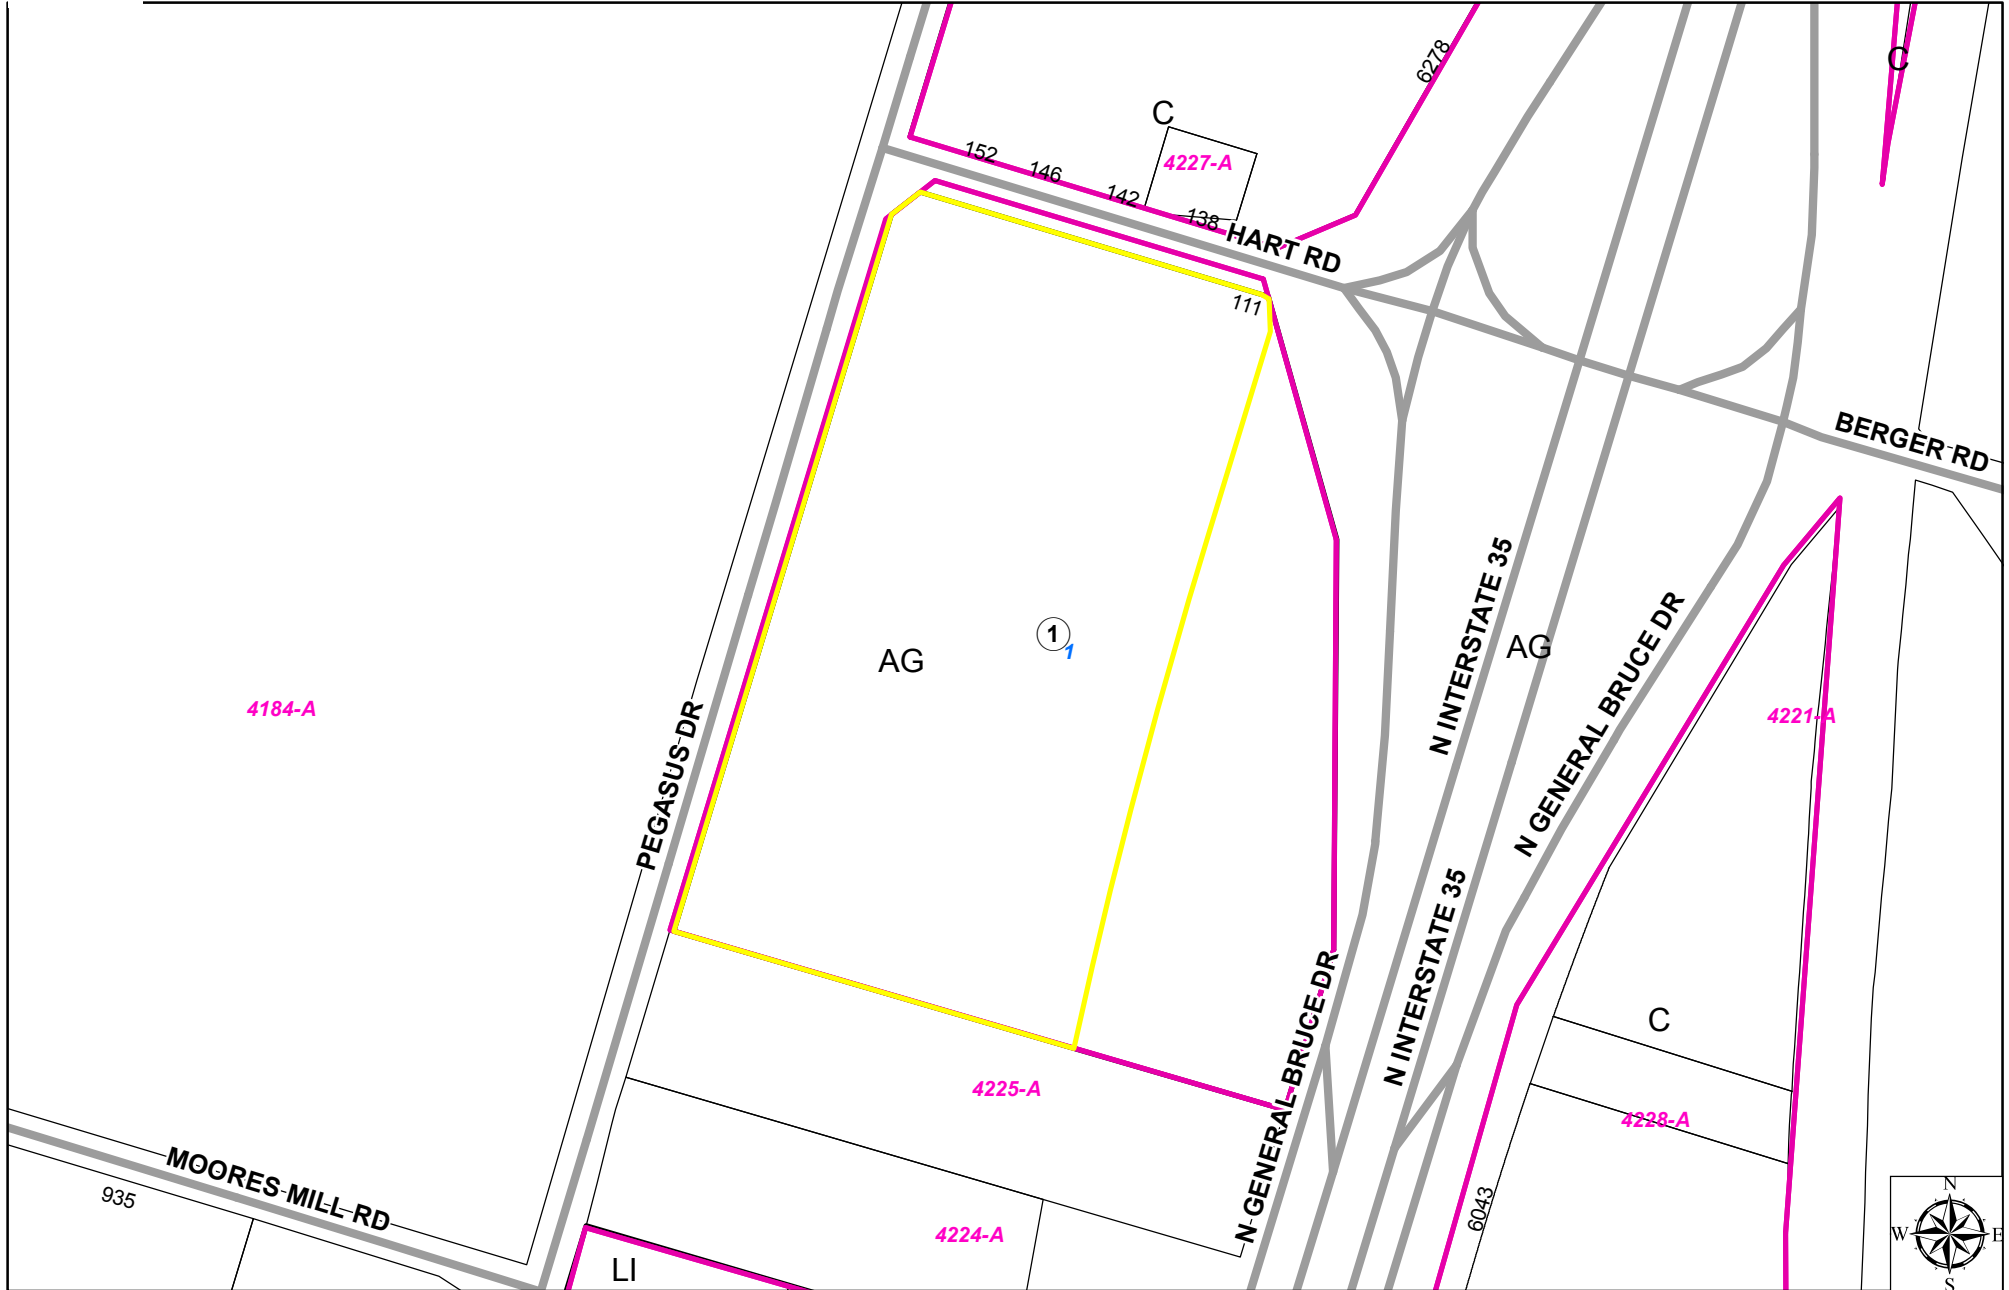 C
6278
C
152
146
4227-A
142
138
HART RD
111
BERGER RD
N INTERSTATE 35
1
1
AG
AG
N GENERAL BRUCE DR
4184-A
PEGASUS DR
4221-A
N INTERSTATE 35
N GENERAL BRUCE DR
C
4225-A
4228-A
MOORES MILL RD
935
6043
4224-A
LI
N
W
E
S